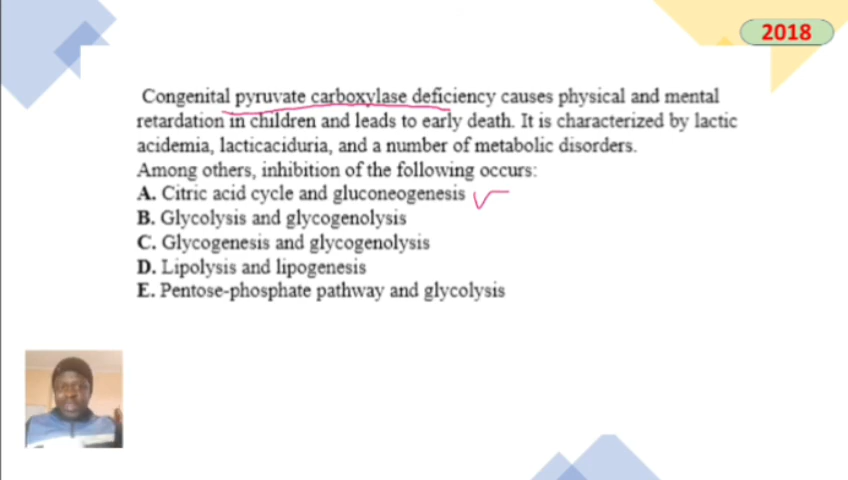 2018
Congenital pyruvate carboxylase deficiency causes physical and mental
retardation in children and leads to early death. It is characterized by lactic
acidemia, lacticaciduria, and a number of metabolic disorders.
Among others, inhibition of the following occurs:
A. Citric acid cycle and gluconeogenesis
B. Glycolysis and glycogenolysis
C. Glycogenesis and glycogenolysis
D. Lipolysis and lipogenesis
E. Pentose-phosphate pathway and glycolysis